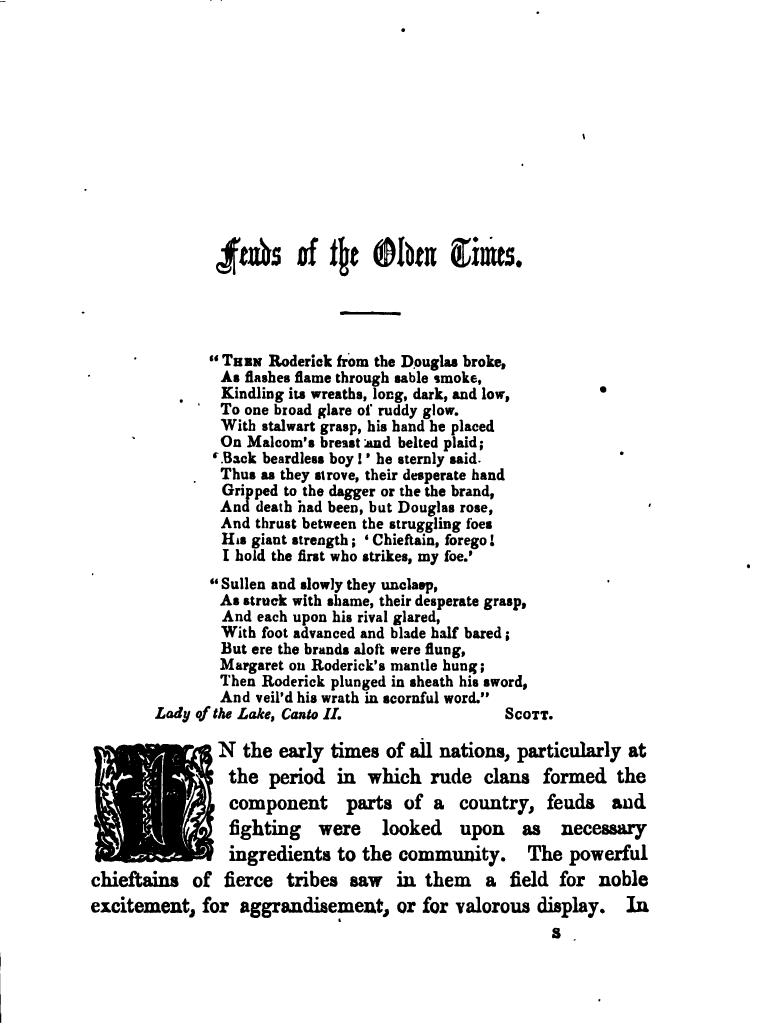 Feuds of the Olden Times.
“THEN Roderick from the Douglas broke,
As flashes flame through sable smoke,
Kindling its wreaths, long, dark, and low,
To one broad glare of ruddy glow.
With stalwart grasp, his hand he placed
On Malcom's breast and belted plaid;
‘Back beardless boy!’ he sternly said.
Thus as they strove, their desperate hand
Gripped to the dagger or the the brand,
And death had been, but Douglas rose,
And thrust between the struggling foes
His giant strength; ‘Chieftain, forego!
I hold the first who strikes, my foe.’
“Sullen and slowly they unclasp,
As struck with shame, their desperate grasp,
And each upon his rival glared,
With foot advanced and blade half bared;
But ere the brands aloft were flung,
Margaret on Roderick's mantle hung;
Then Roderick plunged in sheath his sword,
And veil'd his wrath in scornful word.”
Lady of the Lake, Canto II. SCOTT.
IN the early times of all nations, particularly at
the period in which rude clans formed the
component parts of a country, feuds and
fighting were looked upon as necessary
ingredients to the community. The powerful
chieftains of fierce tribes saw in them a field for noble
excitement, for aggrandisement, or for valorous display. In
S